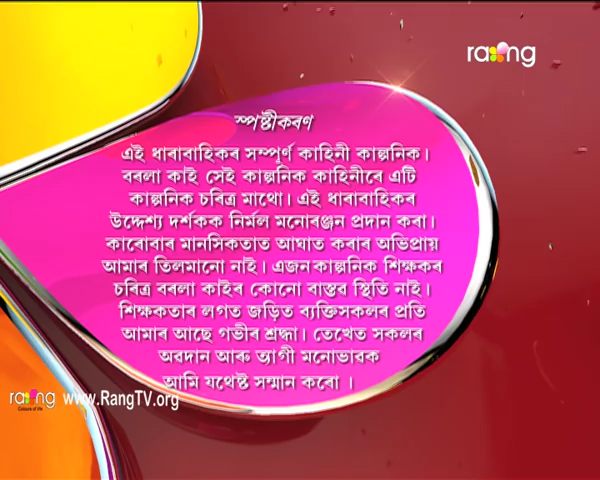 rang
স্পষ্টীকৰণ
এই ধাৰাবাহিকৰ সম্পূৰ্ণ কাহিনী কাল্পনিক।
বৰলা কাই সেই কাল্পনিক কাহিনীৰে এটি
কাল্পনিক চৰিত্ৰ মাথো। এই ধাৰাবাহিকৰ
উদ্দেশ্য দৰ্শকক নিৰ্মল মনোৰঞ্জন প্ৰদান কৰা।
কাৰোবাৰ মানসিকতাত আঘাত কৰাৰ অভিপ্ৰায়
আমাৰ তিলমানো নাই। এজন কাল্পনিক শিক্ষকৰ
চৰিত্ৰ বৰলা কাইৰ কোনো বাস্তৱ স্থিতি নাই।
শিক্ষকতাৰ লগত জড়িত ব্যক্তিসকলৰ প্ৰতি
আমাৰ আছে গভীৰ শ্ৰদ্ধা। তেখেত সকলৰ
অৱদান আৰু ত্যাগী মনোভাৱক
আমি যথেষ্ট সন্মান কৰো ।
rang www.RangTV.org
Colours of life